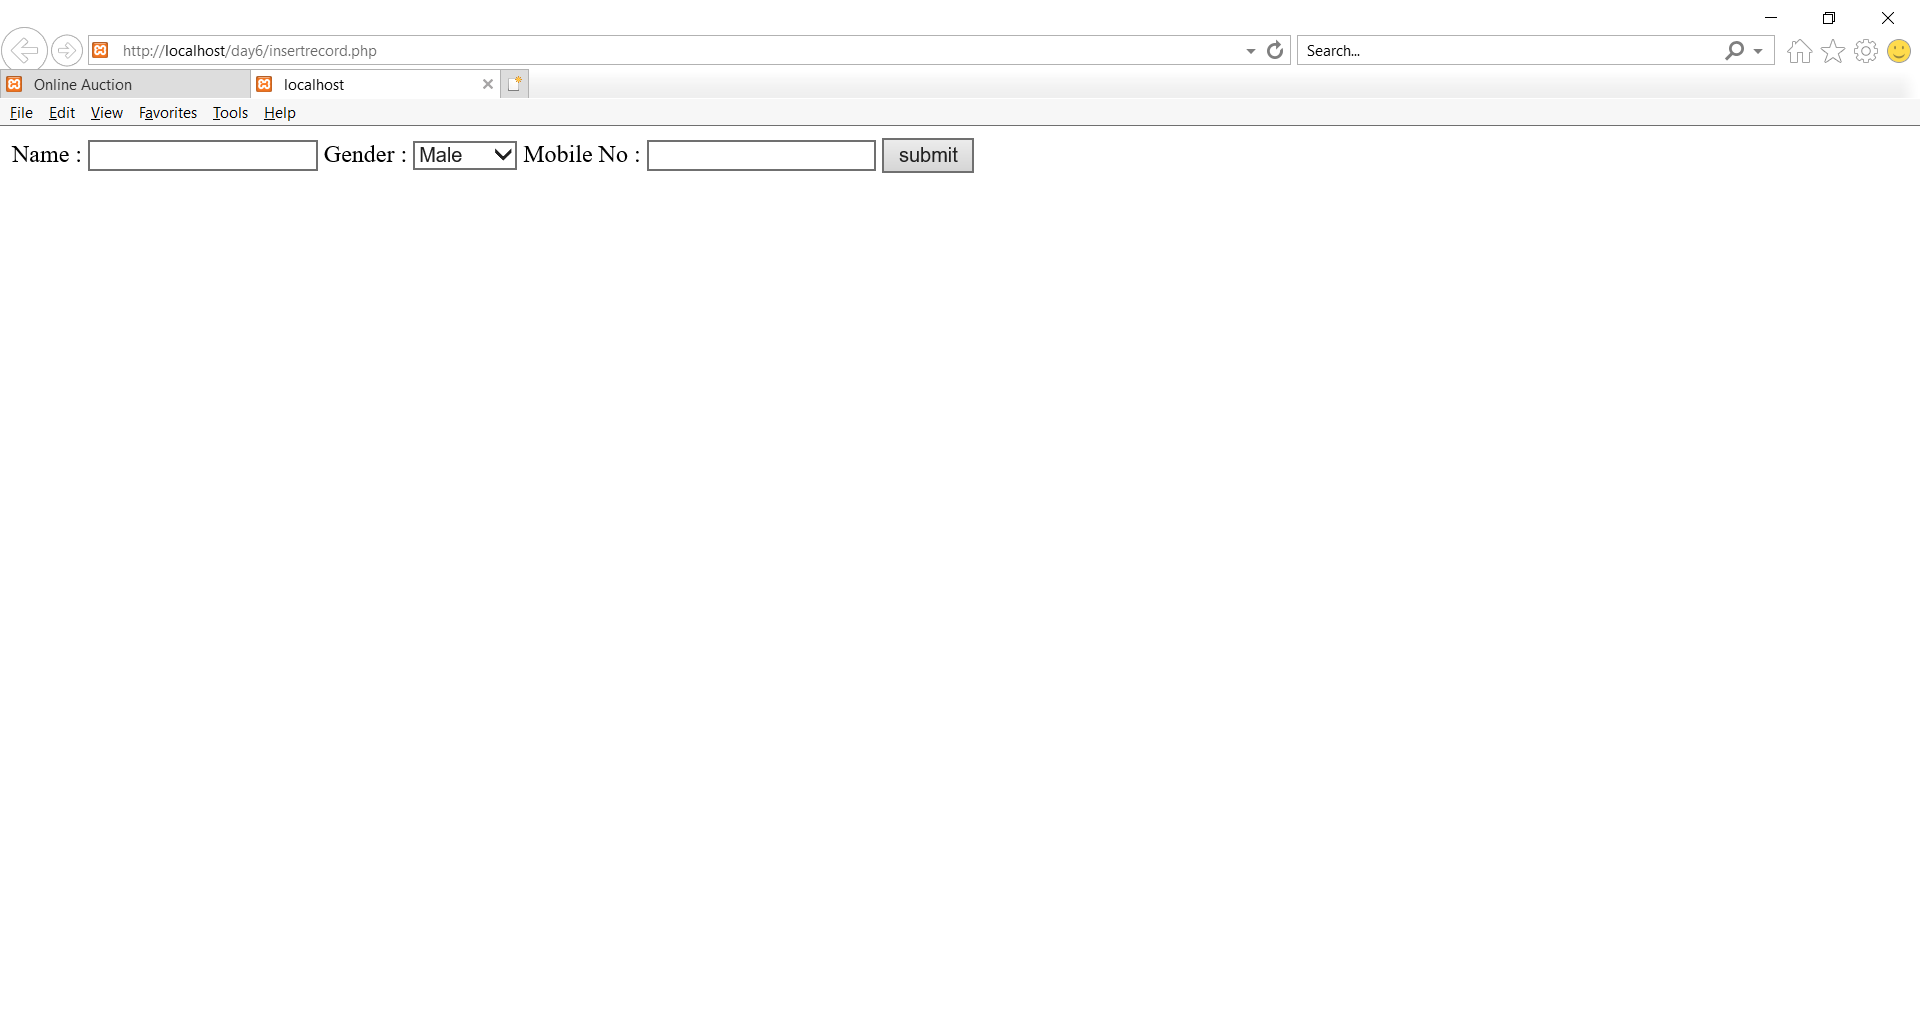 http://localhost/day6/insertrecord.php Search...
Online Auction localhost
File Edit View Favorites Tools Help
Name : Gender : Male Mobile No : submit